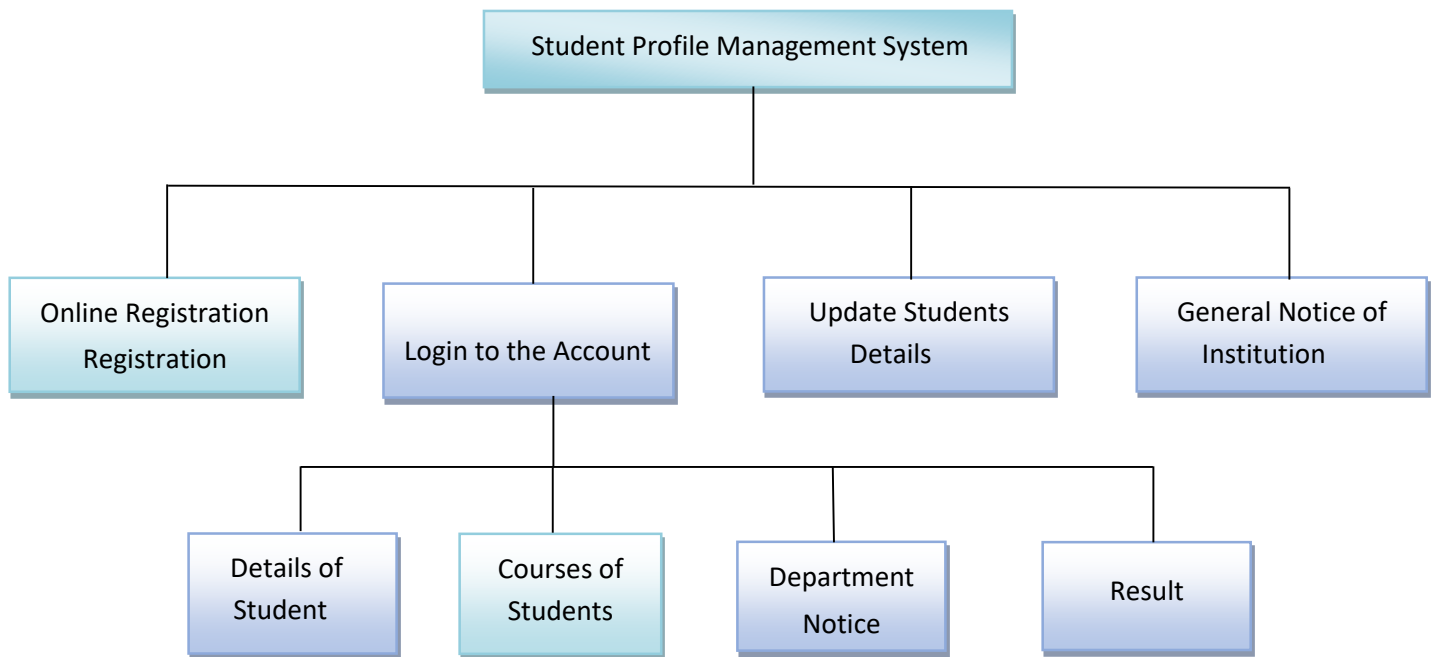 Student Profile Management System
Online Registration
Registration
Login to the Account
Update Students
Details
General Notice of
Institution
Details of
Student
Courses of
Students
Department
Notice
Result